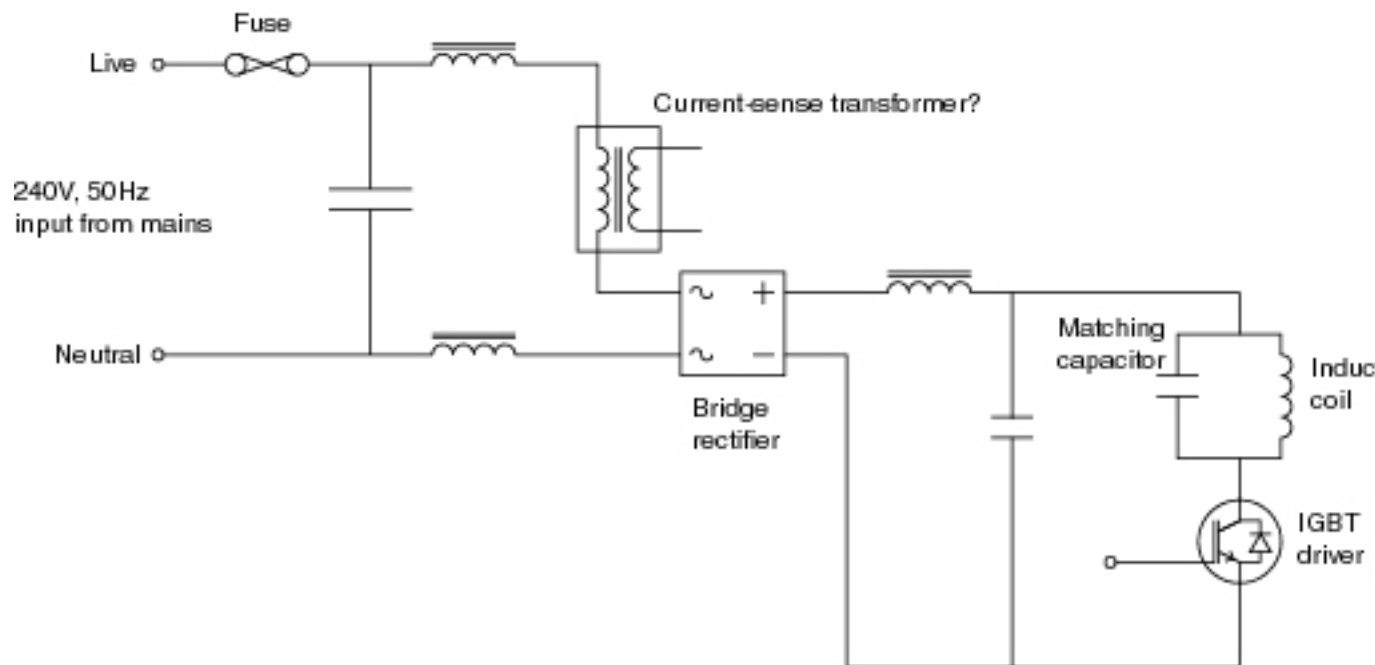 Fuse
Live
Current-sense transformer?
240V, 50Hz
input from mains
Neutral
Matching
capacitor
Induc
coil
Bridge
rectifier
IGBT
driver